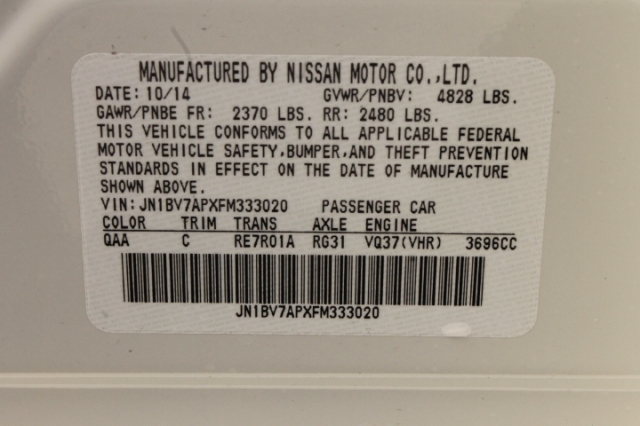 MANUFACTURED BY NISSAN MOTOR CO.,LTD.
DATE: 10/14 GVWR/PNBV: 4828 LBS.
GAWR/PNBE FR: 2370 LBS. RR: 2480 LBS.
THIS VEHICLE CONFORMS TO ALL APPLICABLE FEDERAL
MOTOR VEHICLE SAFETY,BUMPER,AND THEFT PREVENTION
STANDARDS IN EFFECT ON THE DATE OF MANUFACTURE
SHOWN ABOVE.
VIN: JN1BV7APXFM333020 PASSENGER CAR
COLOR TRIM TRANS AXLE ENGINE
QAA C RE7R01A RG31 VQ37(VHR) 3696CC
JN1BV7APXFM333020